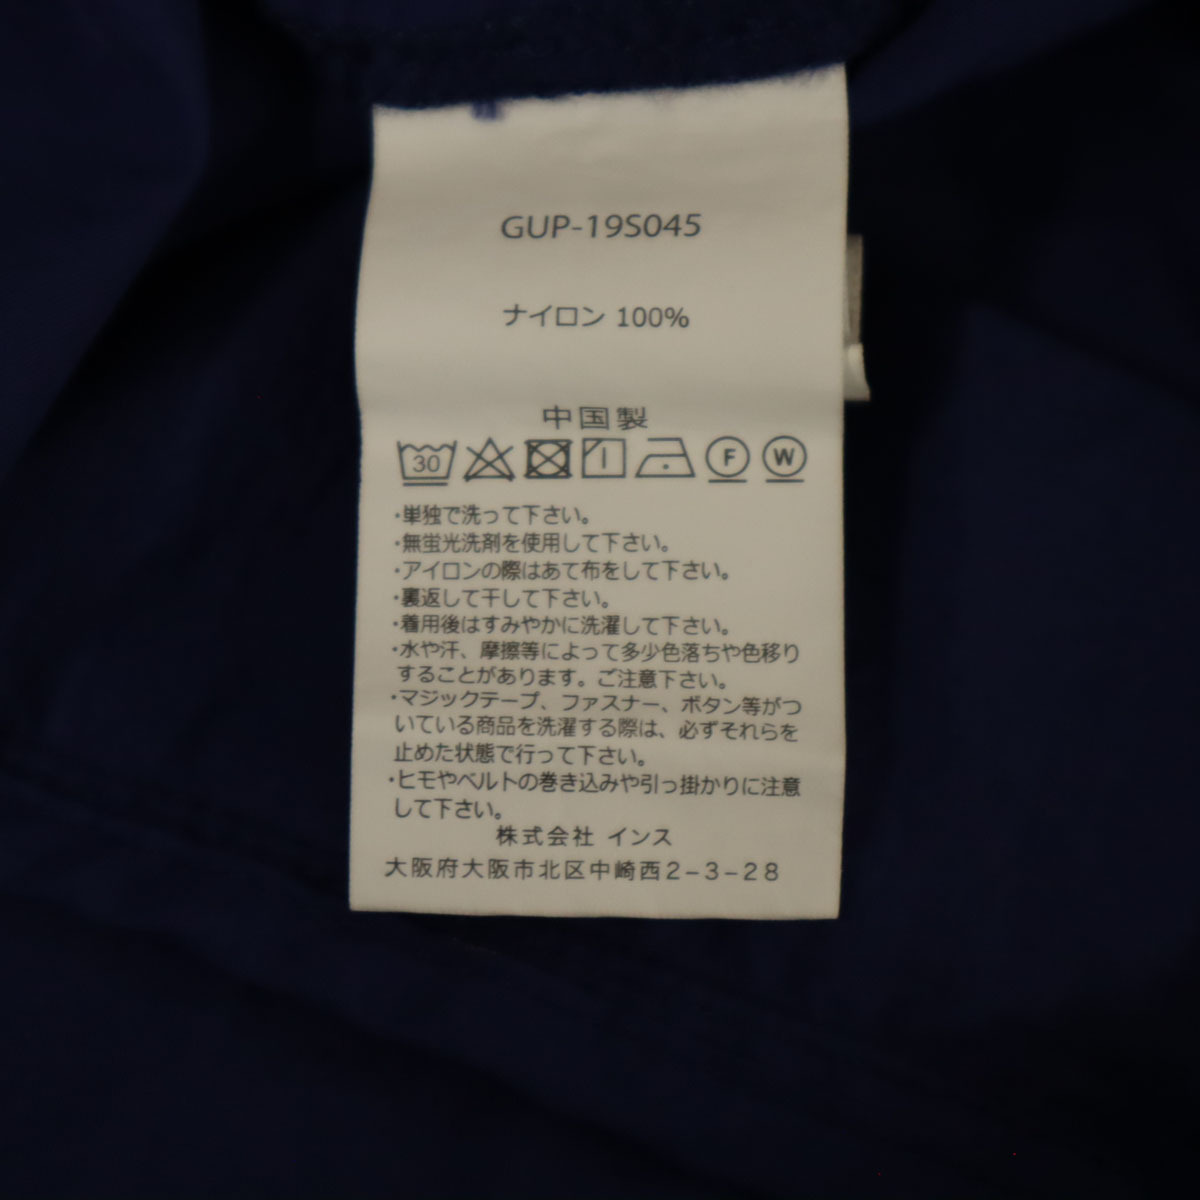 GUP-19S045
ナイロン 100%
中国製
30 F W
・単独で洗って下さい。
・無蛍光洗剤を使用して下さい。
・アイロンの際はあて布をして下さい。
・裏返して干して下さい。
・着用後はすみやかに洗濯して下さい。
・水や汗、摩擦等によって多少色落ちや色移り
することがあります。ご注意下さい。
・マジックテープ、ファスナー、ボタン等がつ
いている商品を洗濯する際は、必ずそれらを
止めた状態で行って下さい。
・ヒモやベルトの巻き込みや引っ掛かりに注意
して下さい。
株式会社 インス
大阪府大阪市北区中崎西2-3-28